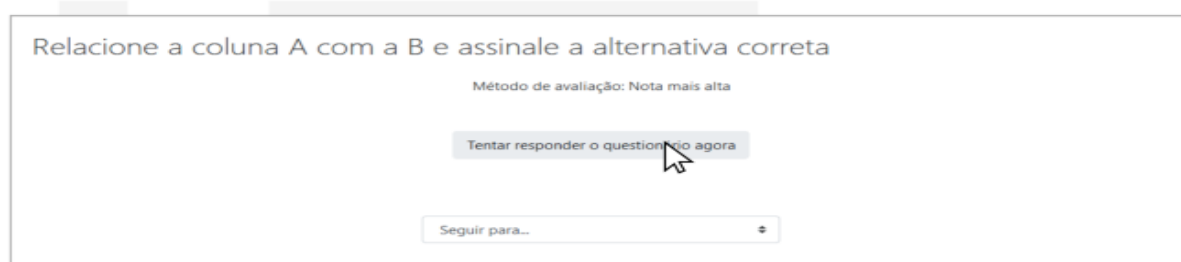 Relacione a coluna A com a B e assinale a alternativa correta
Método de avaliação: Nota mais alta
Tentar responder o questionário agora
Seguir para...